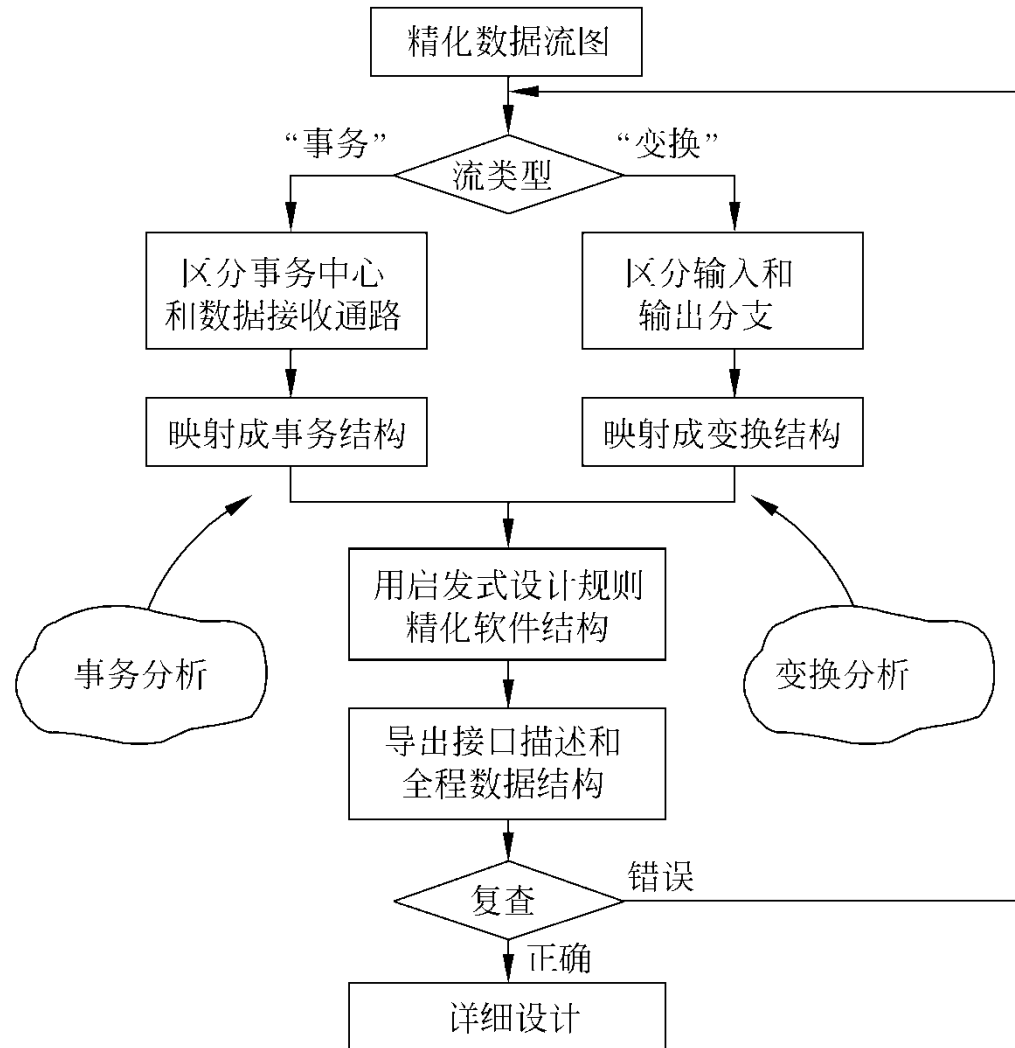 精化数据流图
“事务”
“变换”
流类型
区分事务中心
和数据接收通路
区分输入和
输出分支
映射成事务结构
映射成变换结构
用启发式设计规则
精化软件结构
事务分析
变换分析
导出接口描述和
全程数据结构
复查
错误
正确
详细设计